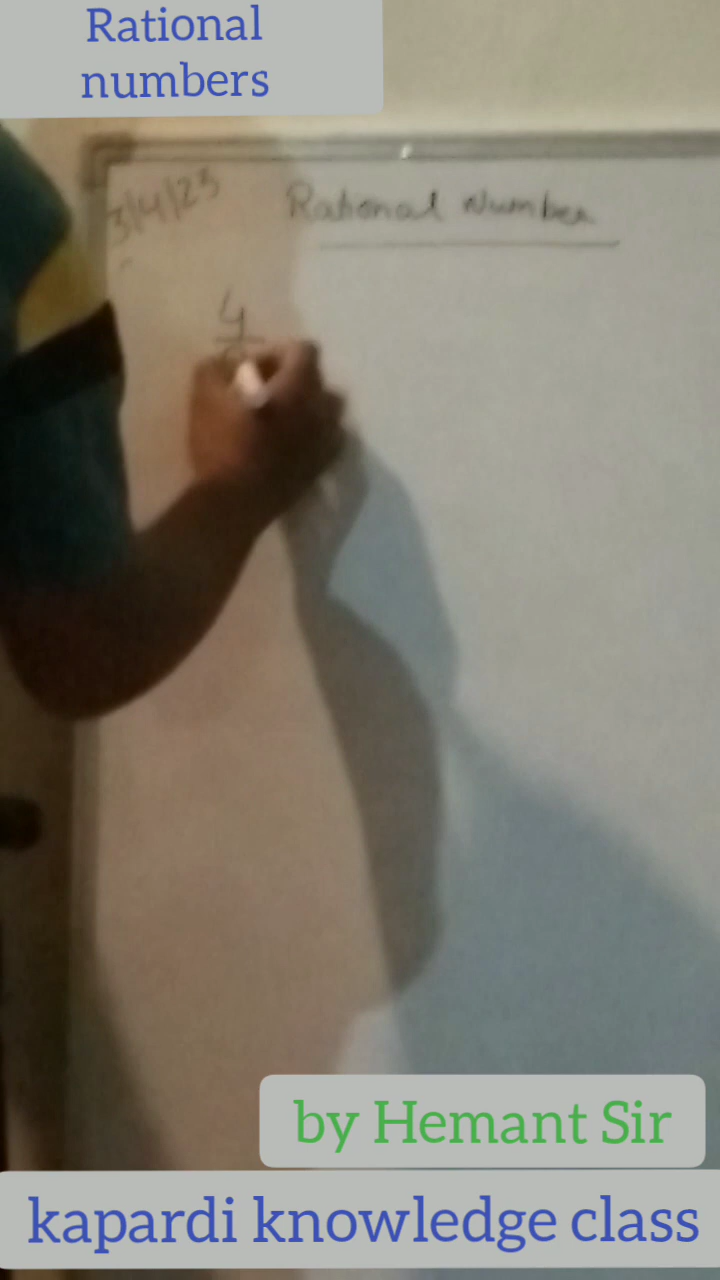 Rational
numbers
3/4/23
Rational Number
4
by Hemant Sir
kapardi knowledge class